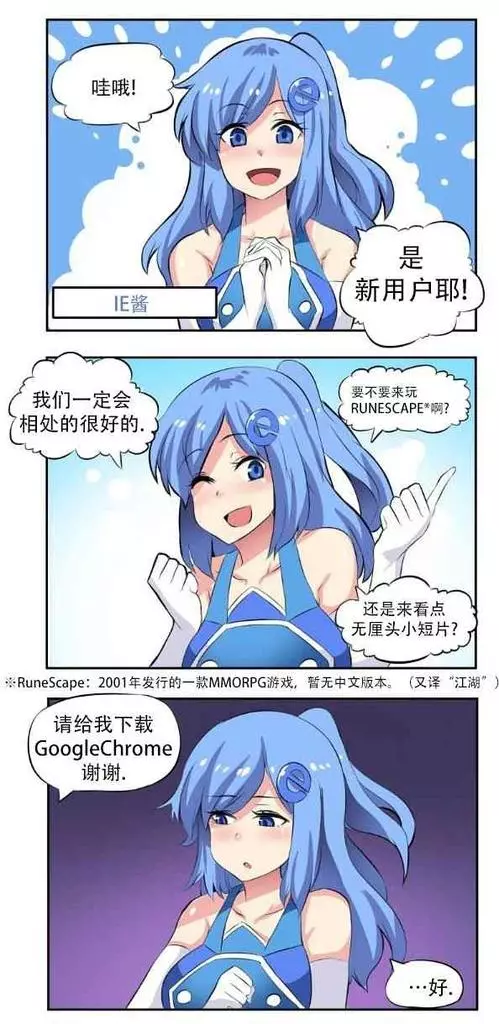 哇哦!
是
新用户耶!
IE酱
我们一定会
相处的很好的.
要不要来玩
RUNESCAPE*啊?
还是来看点
无厘头小短片?
※RuneScape：2001年发行的一款MMORPG游戏，暂无中文版本。（又译“江湖”）
请给我下载
GoogleChrome
谢谢.
…好.